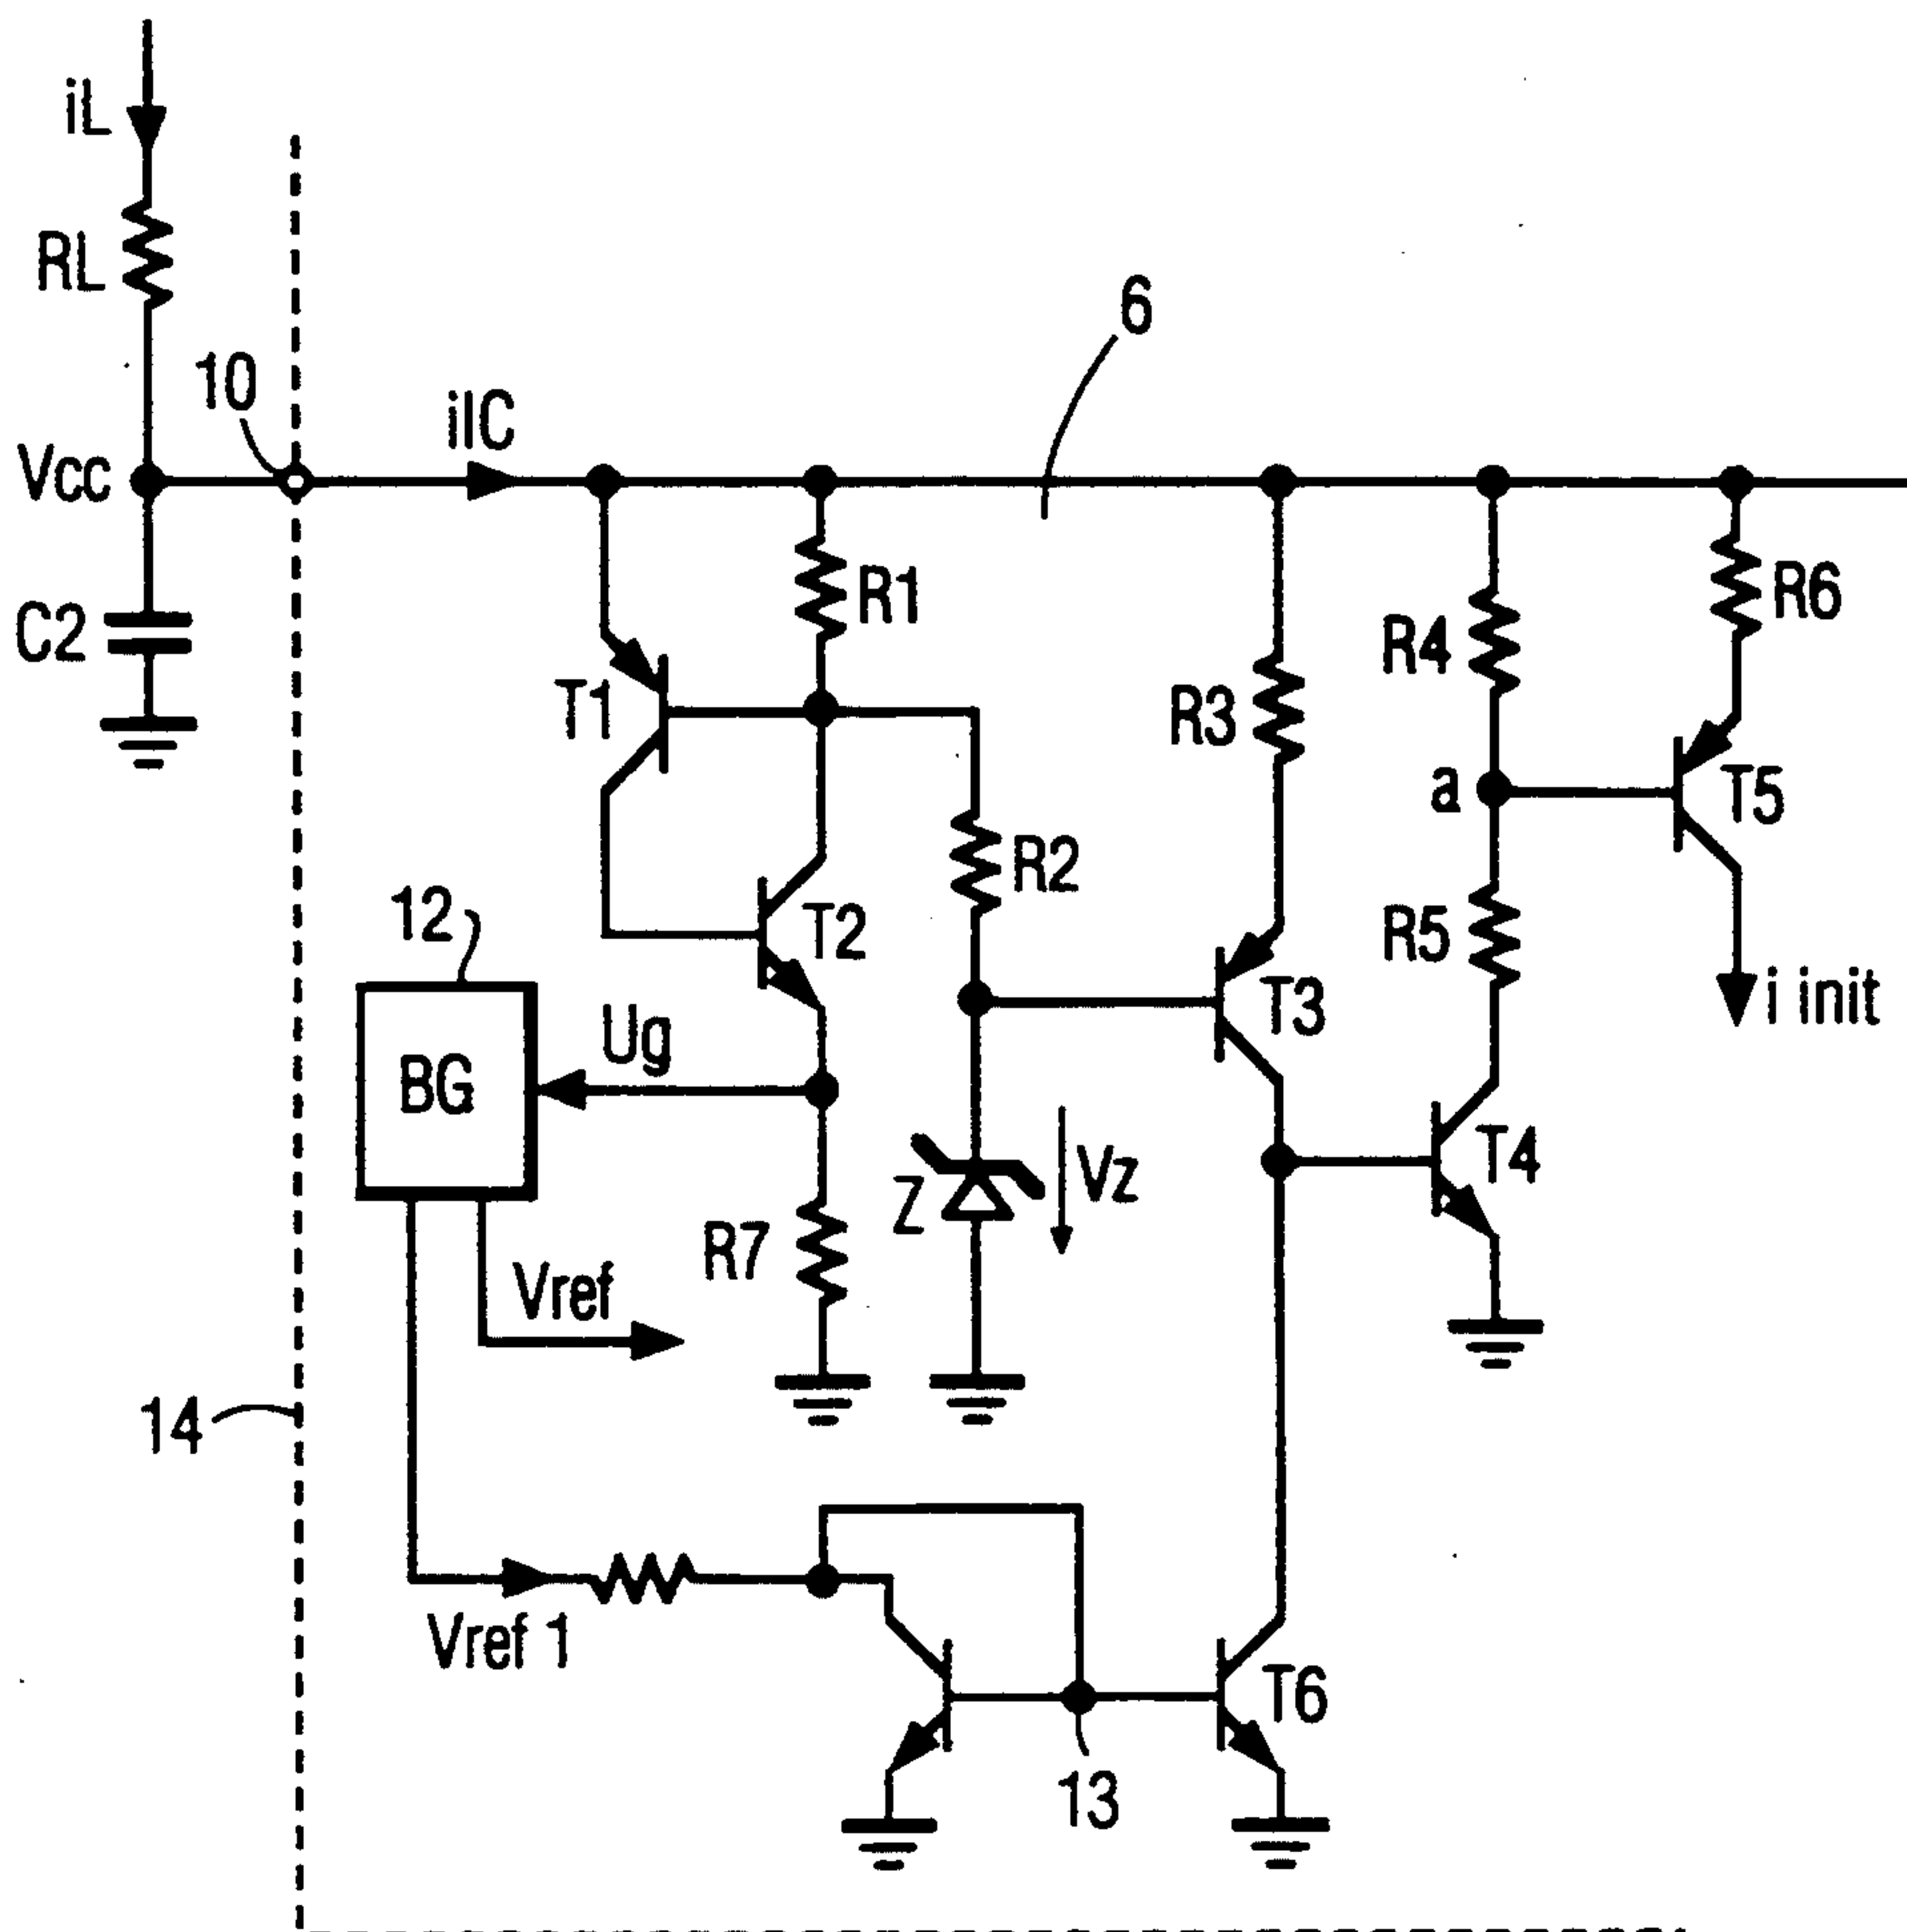 iL
RL
6
10
iIC
Vcc
R1
R6
C2
R4
T1
R3
a
T5
R2
12
T2
R5
T3
i init
Ug
BG
T4
Z
Vz
R7
Vref
14
Vref 1
T6
13